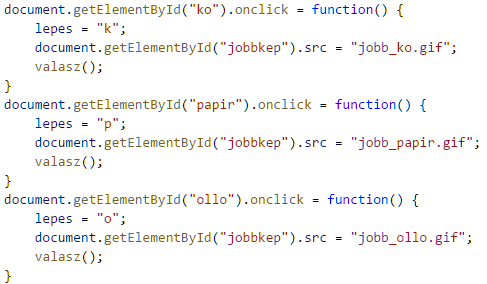 document.getElementById("ko").onclick = function() {
    lepes = "k";
    document.getElementById("jobbkep").src = "jobb_ko.gif";
    valasz();
}
document.getElementById("papir").onclick = function() {
    lepes = "p";
    document.getElementById("jobbkep").src = "jobb_papir.gif";
    valasz();
}
document.getElementById("ollo").onclick = function() {
    lepes = "o";
    document.getElementById("jobbkep").src = "jobb_ollo.gif";
    valasz();
}